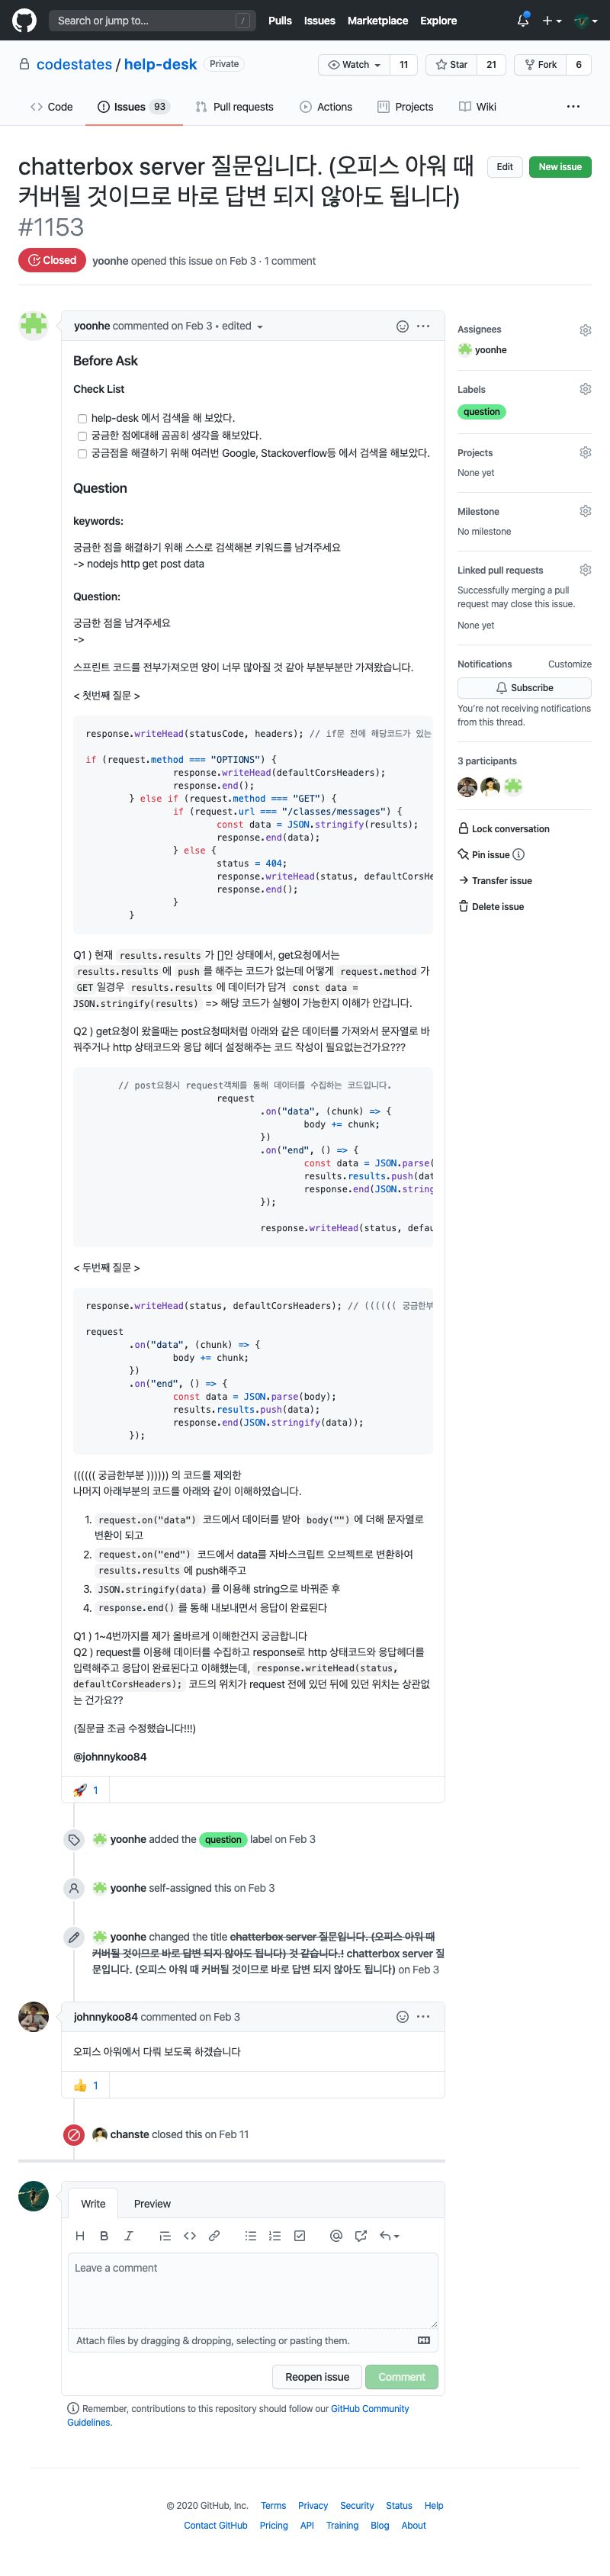 Search or jump to...
/
Pulls
Issues
Marketplace
Explore
codestates / help-desk
Private
Watch
11
Star
21
Fork
6
Code
Issues 93
Pull requests
Actions
Projects
Wiki
chatterbox server 질문입니다. (오피스 아워 때
커버될 것이므로 바로 답변 되지 않아도 됩니다)
#1153
Edit
New issue
Closed
yoonhe opened this issue on Feb 3 · 1 comment
yoonhe commented on Feb 3 • edited
Before Ask
Check List
help-desk 에서 검색을 해 보았다.
궁금한 점에대해 곰곰히 생각을 해보았다.
궁금점을 해결하기 위해 여러번 Google, Stackoverflow등 에서 검색을 해보았다.
Question
keywords:
궁금한 점을 해결하기 위해 스스로 검색해본 키워드를 남겨주세요
-> nodejs http get post data
Question:
궁금한 점을 남겨주세요
->
스프린트 코드를 전부가져오면 양이 너무 많아질 것 같아 부분부분만 가져왔습니다.
< 첫번째 질문 >
response.writeHead(statusCode, headers); // if문 전에 해당코드가 있는
if (request.method === "OPTIONS") {
response.writeHead(defaultCorsHeaders);
response.end();
} else if (request.method === "GET") {
if (request.url === "/classes/messages") {
const data = JSON.stringify(results);
response.end(data);
} else {
status = 404;
response.writeHead(status, defaultCorsHe
response.end();
}
}
Q1 ) 현재 results.results 가 []인 상태에서, get요청에서는
results.results 에 push 를 해주는 코드가 없는데 어떻게 request.method 가
GET 일경우 results.results 에 데이터가 담겨 const data =
JSON.stringify(results) => 해당 코드가 실행이 가능한지 이해가 안갑니다.
Q2 ) get요청이 왔을때는 post요청때처럼 아래와 같은 데이터를 가져와서 문자열로 바
꿔주거나 http 상태코드와 응답 헤더 설정해주는 코드 작성이 필요없는건가요???
// post요청시 request객체를 통해 데이터를 수집하는 코드입니다.
request
.on("data", (chunk) => {
body += chunk;
})
.on("end", () => {
const data = JSON.parse(
results.results.push(dat
response.end(JSON.string
});
response.writeHead(status, defau
< 두번째 질문 >
response.writeHead(status, defaultCorsHeaders); // (((((( 궁금한부
request
.on("data", (chunk) => {
body += chunk;
})
.on("end", () => {
const data = JSON.parse(body);
results.results.push(data);
response.end(JSON.stringify(data));
});
(((((( 궁금한부분 )))))) 의 코드를 제외한
나머지 아래부분의 코드를 아래와 같이 이해하였습니다.
1. request.on("data") 코드에서 데이터를 받아 body("") 에 더해 문자열로
변환이 되고
2. request.on("end") 코드에서 data를 자바스크립트 오브젝트로 변환하여
results.results 에 push해주고
3. JSON.stringify(data) 를 이용해 string으로 바꿔준 후
4. response.end() 를 통해 내보내면서 응답이 완료된다
Q1 ) 1~4번까지를 제가 올바르게 이해한건지 궁금합니다
Q2 ) request를 이용해 데이터를 수집하고 response로 http 상태코드와 응답헤더를
입력해주고 응답이 완료된다고 이해했는데, response.writeHead(status,
defaultCorsHeaders); 코드의 위치가 request 전에 있던 뒤에 있던 위치는 상관없
는 건가요??
(질문글 조금 수정했습니다!!!)
@johnnykoo84
1
yoonhe added the question label on Feb 3
yoonhe self-assigned this on Feb 3
yoonhe changed the title chatterbox server 질문입니다. (오피스 아워 때
커버될 것이므로 바로 답변 되지 않아도 됩니다) 것 같습니다.! chatterbox server 질
문입니다. (오피스 아워 때 커버될 것이므로 바로 답변 되지 않아도 됩니다) on Feb 3
johnnykoo84 commented on Feb 3
오피스 아워에서 다뤄 보도록 하겠습니다
1
chanste closed this on Feb 11
Write
Preview
Leave a comment
Attach files by dragging & dropping, selecting or pasting them.
Reopen issue
Comment
Remember, contributions to this repository should follow our GitHub Community
Guidelines.
Assignees
yoonhe
Labels
question
Projects
None yet
Milestone
No milestone
Linked pull requests
Successfully merging a pull
request may close this issue.
None yet
Notifications
Customize
Subscribe
You're not receiving notifications
from this thread.
3 participants
Lock conversation
Pin issue
Transfer issue
Delete issue
© 2020 GitHub, Inc.
Terms
Privacy
Security
Status
Help
Contact GitHub
Pricing
API
Training
Blog
About